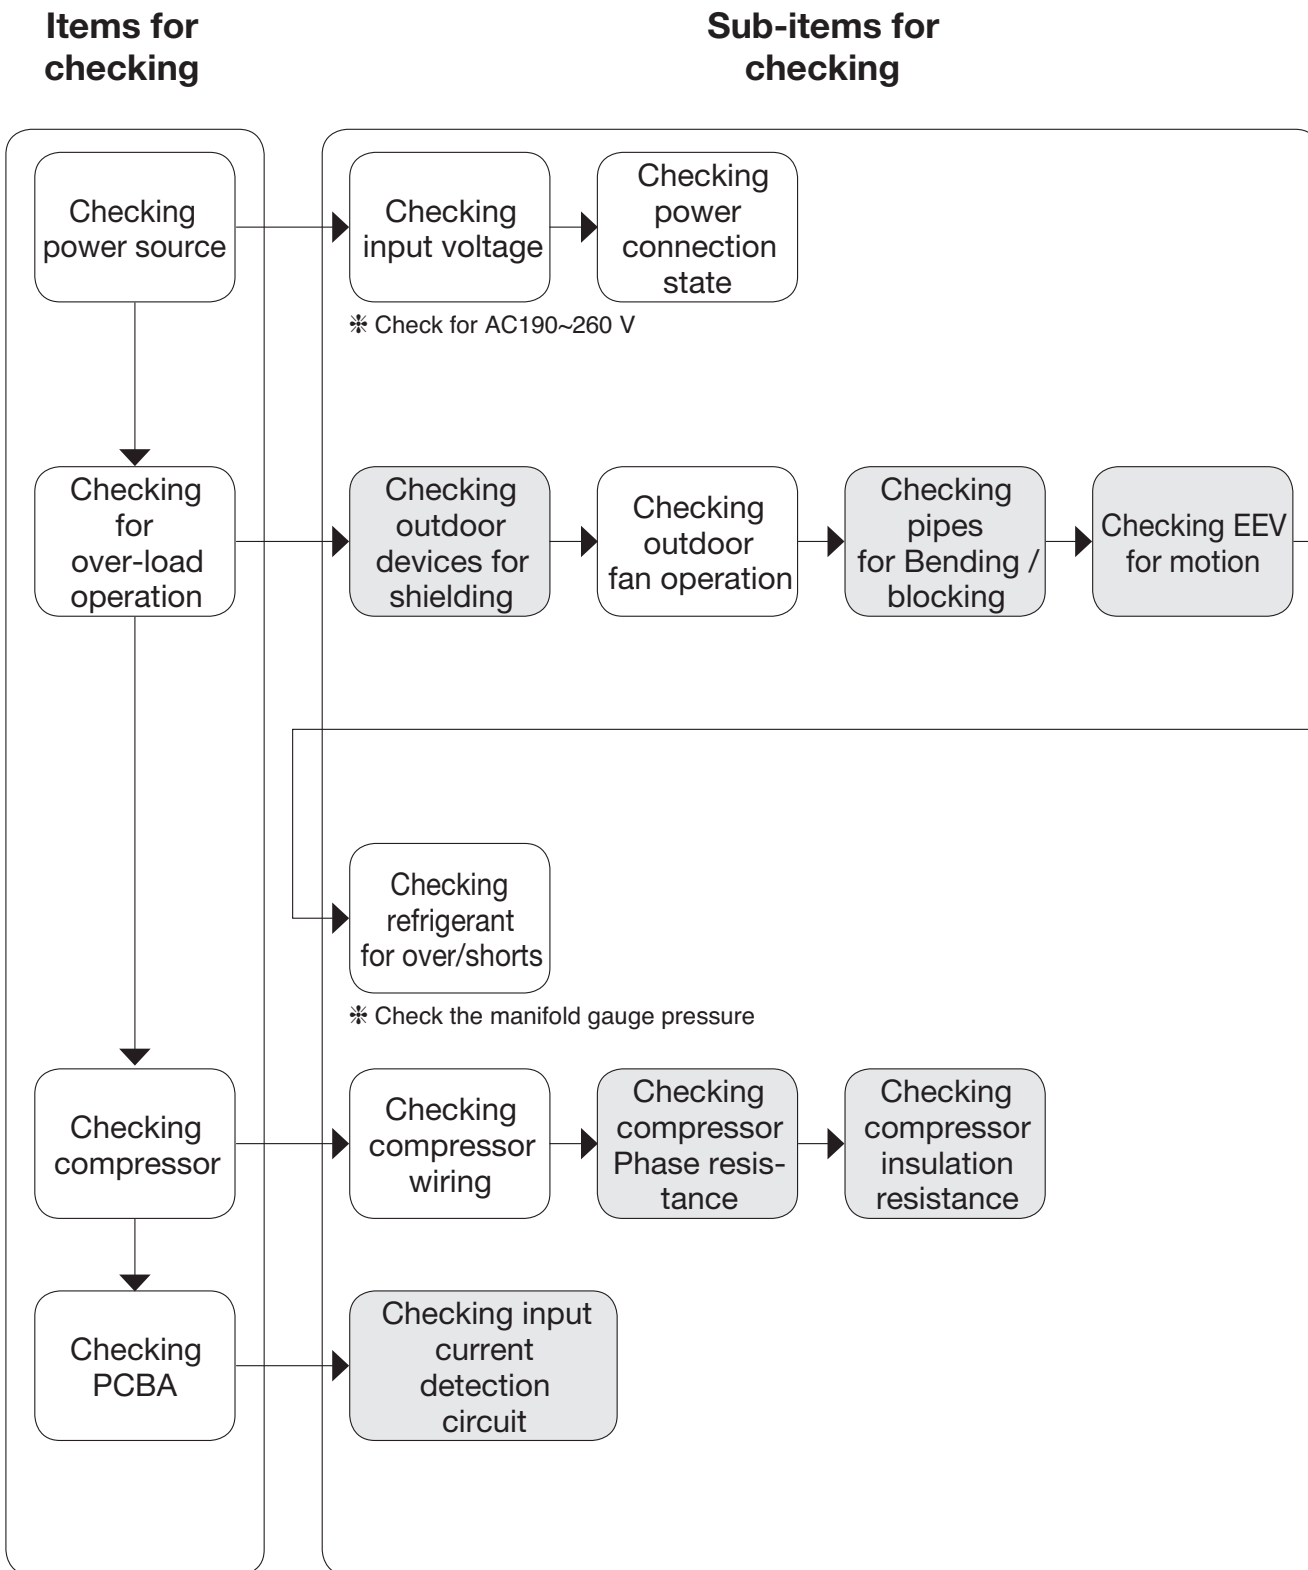 Items for
checking
Sub-items for
checking
Checking
power source
Checking
input voltage
Checking
power
connection
state
❈ Check for AC190~260 V
Checking
for
over-load
operation
Checking
outdoor
devices for
shielding
Checking
outdoor
fan operation
Checking
pipes
for Bending /
blocking
Checking EEV
for motion
Checking
refrigerant
for over/shorts
❈ Check the manifold gauge pressure
Checking
compressor
Checking
compressor
wiring
Checking
compressor
Phase resis-
tance
Checking
compressor
insulation
resistance
Checking
PCBA
Checking input
current
detection
circuit